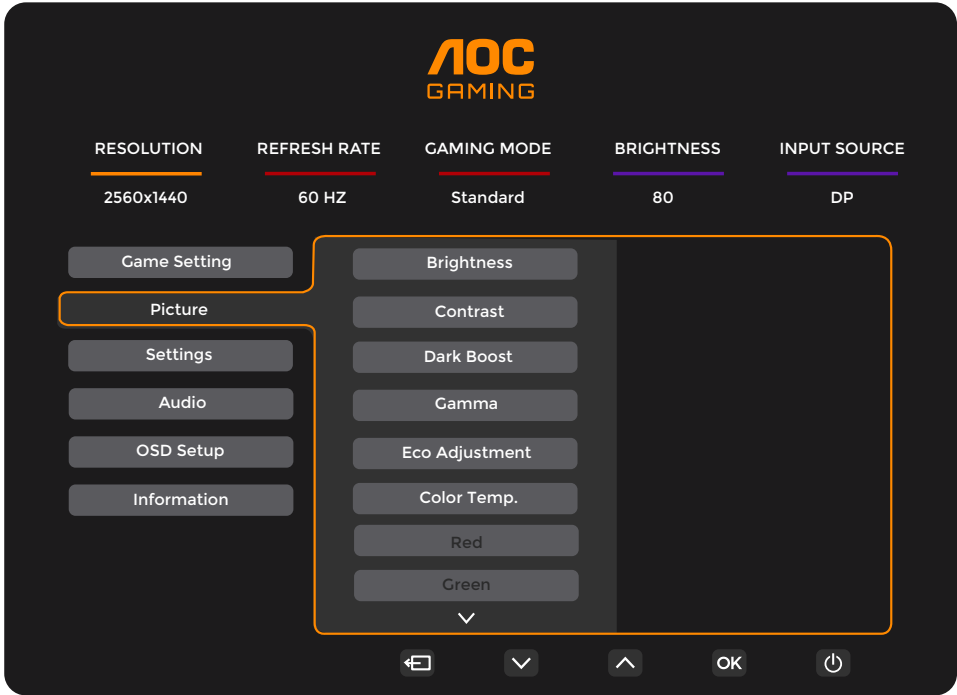 AOC
GAMING
RESOLUTION REFRESH RATE GAMING MODE BRIGHTNESS INPUT SOURCE
2560x1440 60 HZ Standard 80 DP
Game Setting
Picture
Settings
Audio
OSD Setup
Information
Brightness
Contrast
Dark Boost
Gamma
Eco Adjustment
Color Temp.
Red
Green
OK